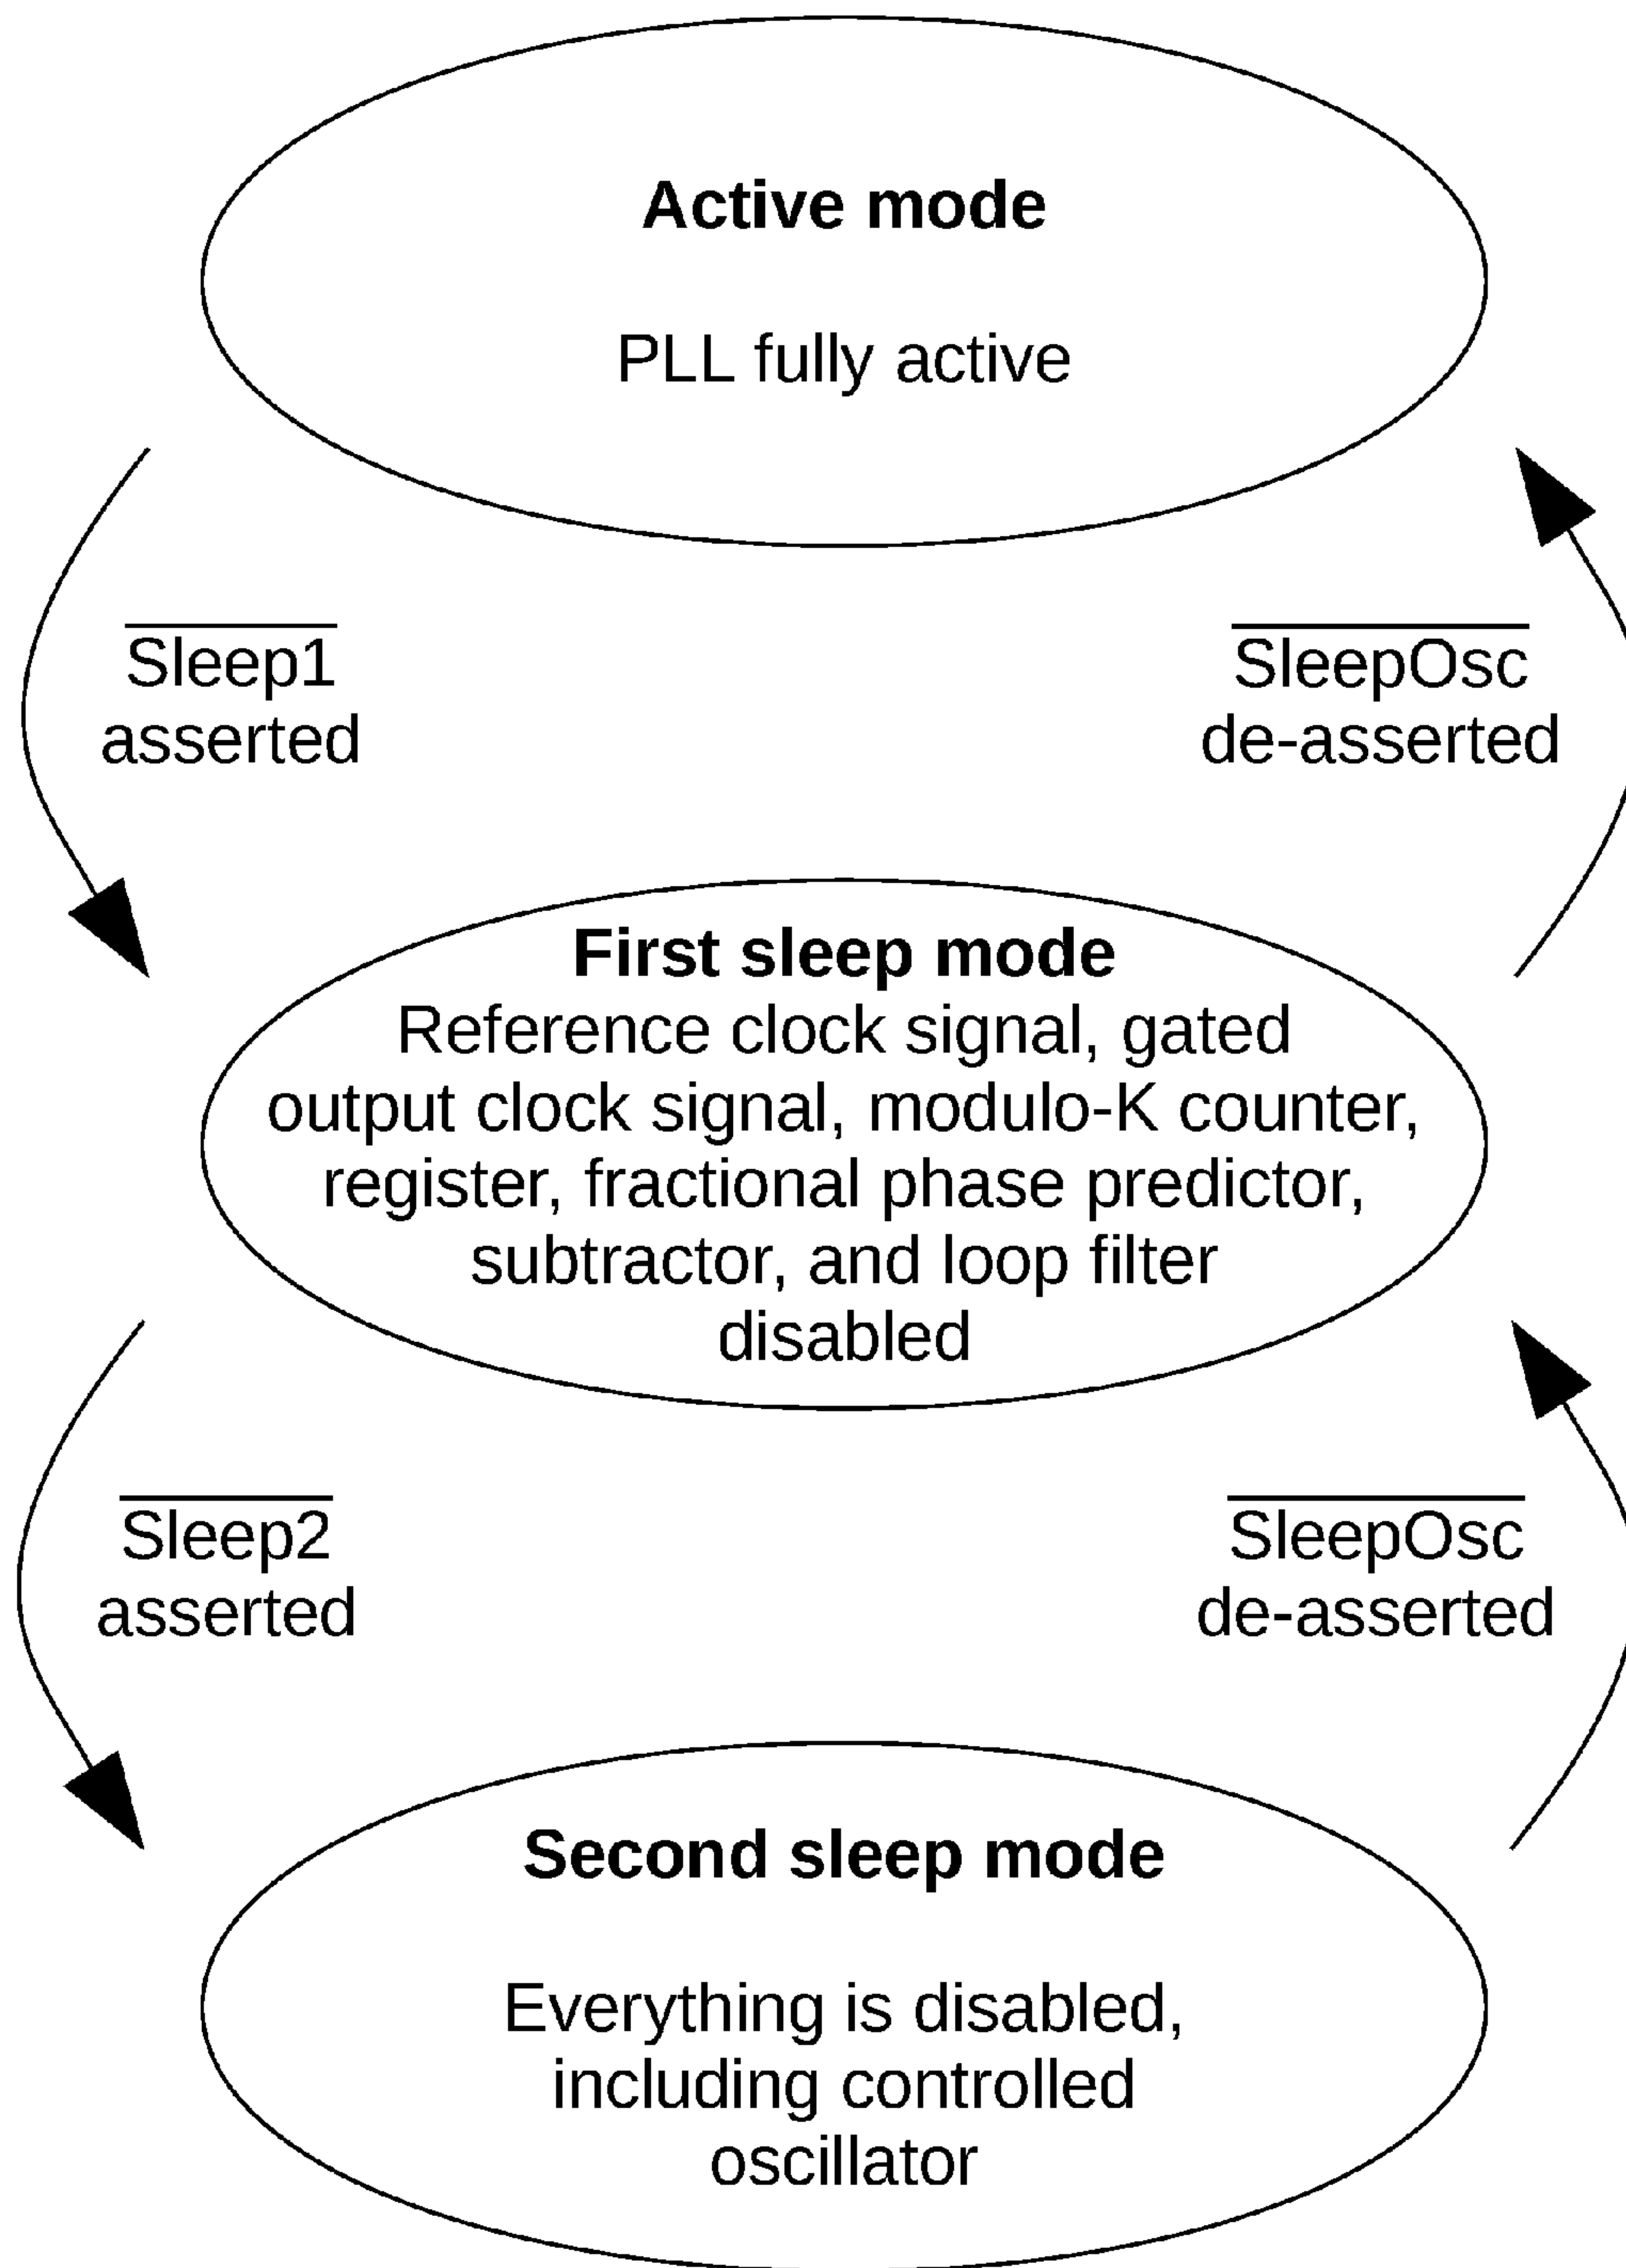 Active mode
PLL fully active
Sleep1
asserted
SleepOsc
de-asserted
First sleep mode
Reference clock signal, gated
output clock signal, modulo-K counter,
register, fractional phase predictor,
subtractor, and loop filter
disabled
Sleep2
asserted
SleepOsc
de-asserted
Second sleep mode
Everything is disabled,
including controlled
oscillator